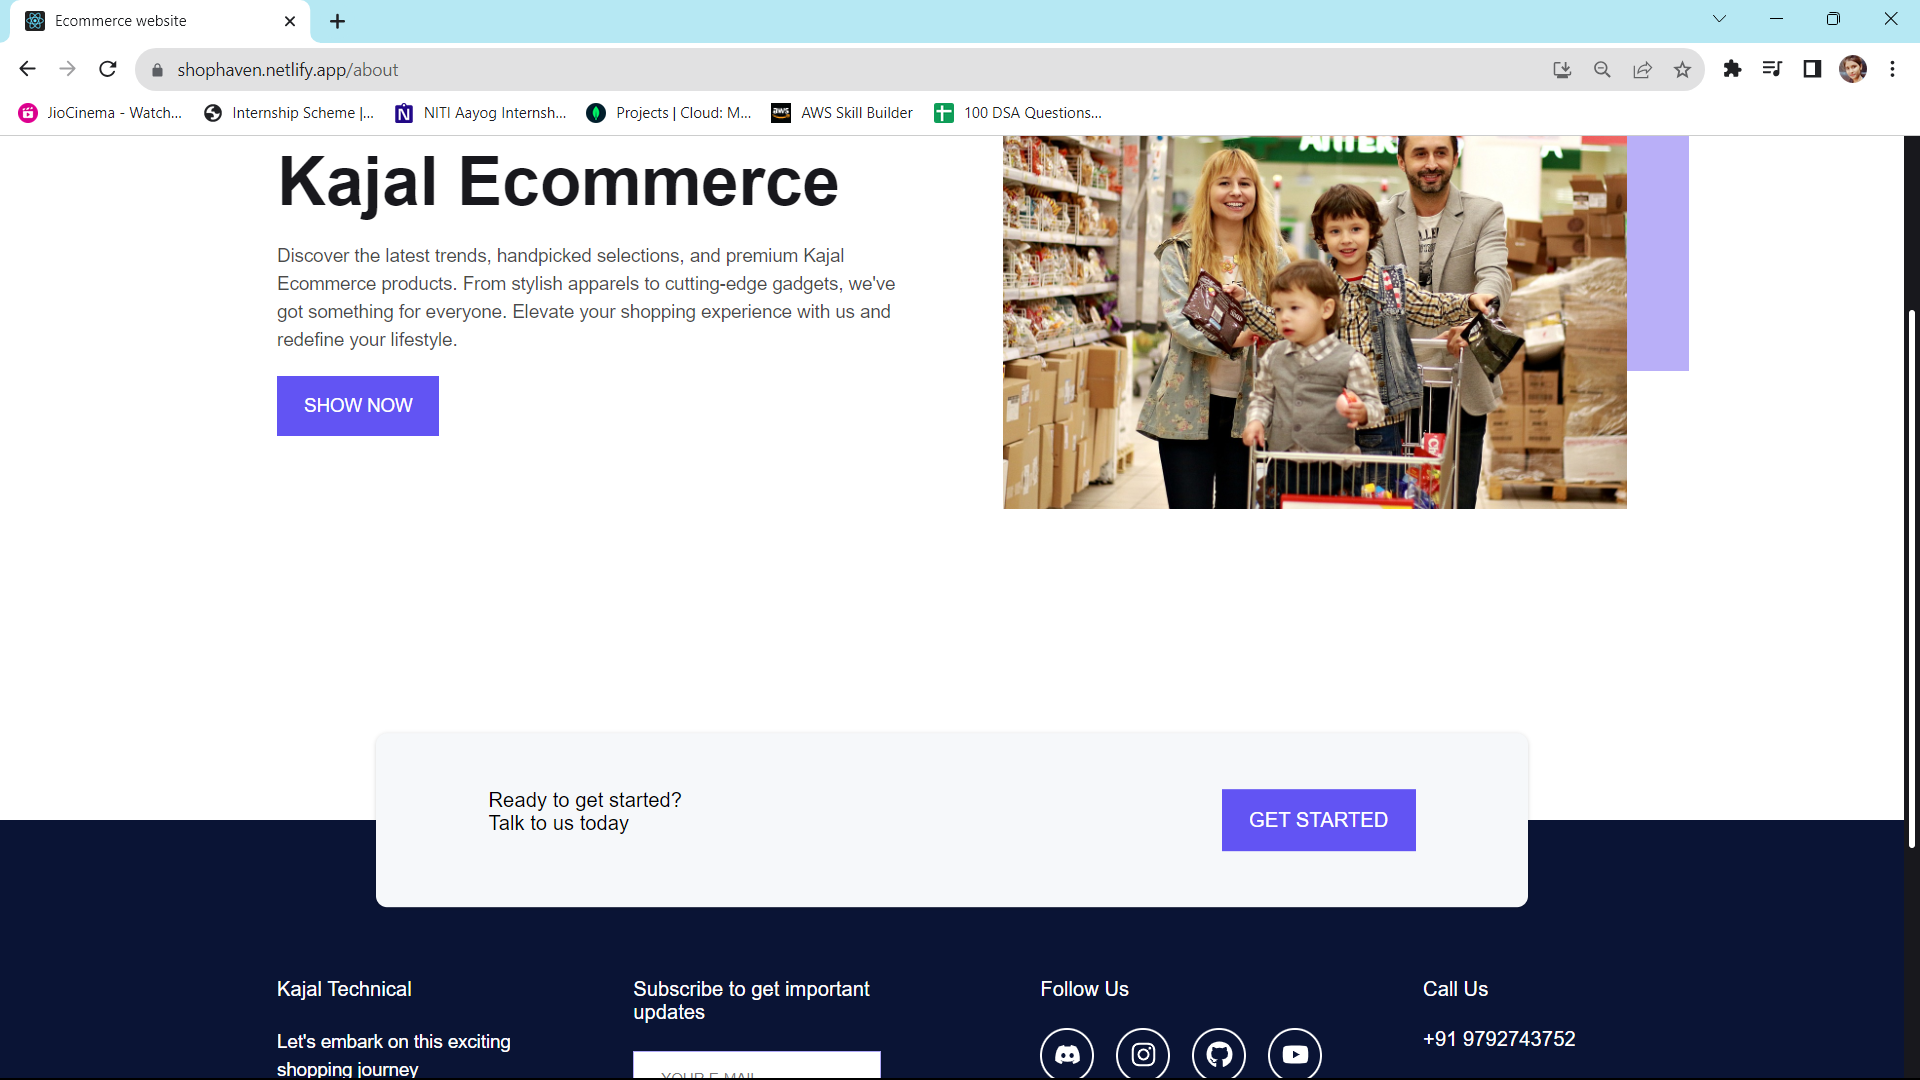 Ecommerce website
shophaven.netlify.app/about
JioCinema - Watch...
Internship Scheme |...
NITI Aayog Internsh...
Projects | Cloud: M...
aws
AWS Skill Builder
100 DSA Questions...
Kajal Ecommerce
Discover the latest trends, handpicked selections, and premium Kajal
Ecommerce products. From stylish apparels to cutting-edge gadgets, we've
got something for everyone. Elevate your shopping experience with us and
redefine your lifestyle.
SHOW NOW
Ready to get started?
Talk to us today
GET STARTED
Kajal Technical
Let's embark on this exciting
shopping journey
Subscribe to get important
updates
YOUR E-MAIL
Follow Us
Call Us
+91 9792743752